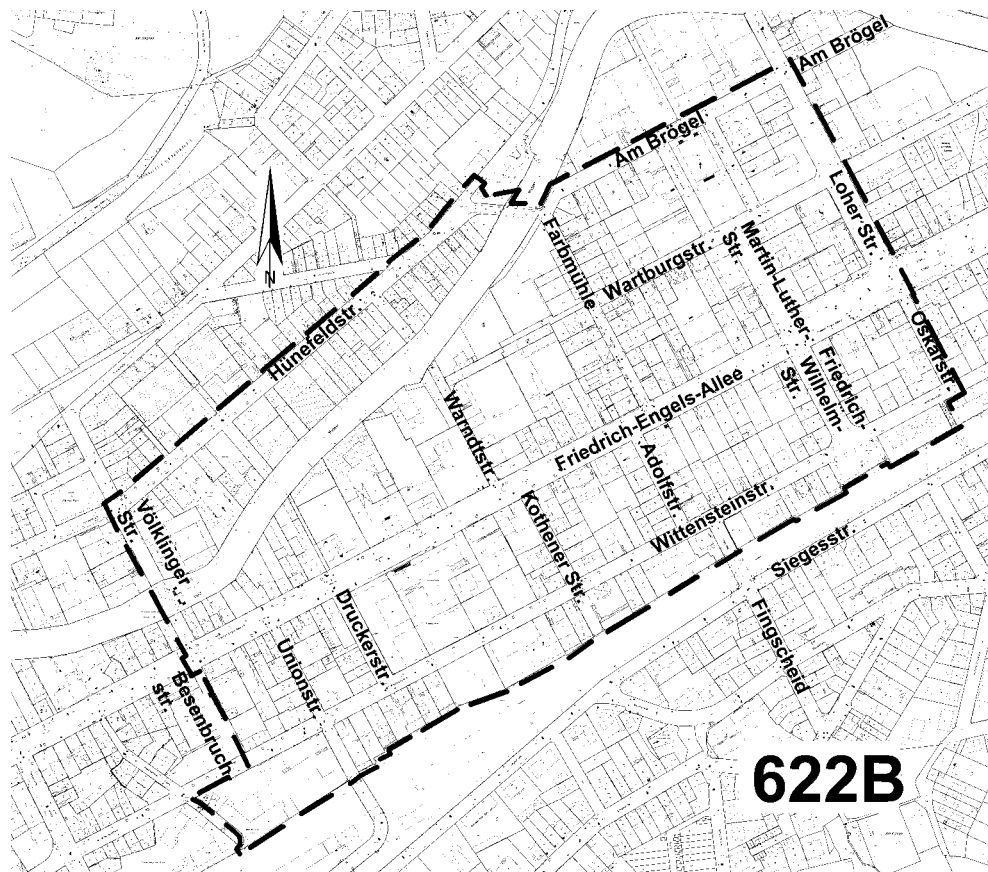 Am Brögel
Am Brögel
Loher Str.
Farbmühle
Wartburgstr.
Martin-Luther-
Str.
Oskarstr.
Hünefeldstr.
Friedrich-
Wilhelm-
Str.
Friedrich-Engels-Allee
Warndtstr.
Adolfstr.
Wittensteinstr.
Kothener Str.
Völklinger
Str.
Siegesstr.
Druckerstr.
Unionstr.
Fingscheid
Besenbruch
str.
N
622B